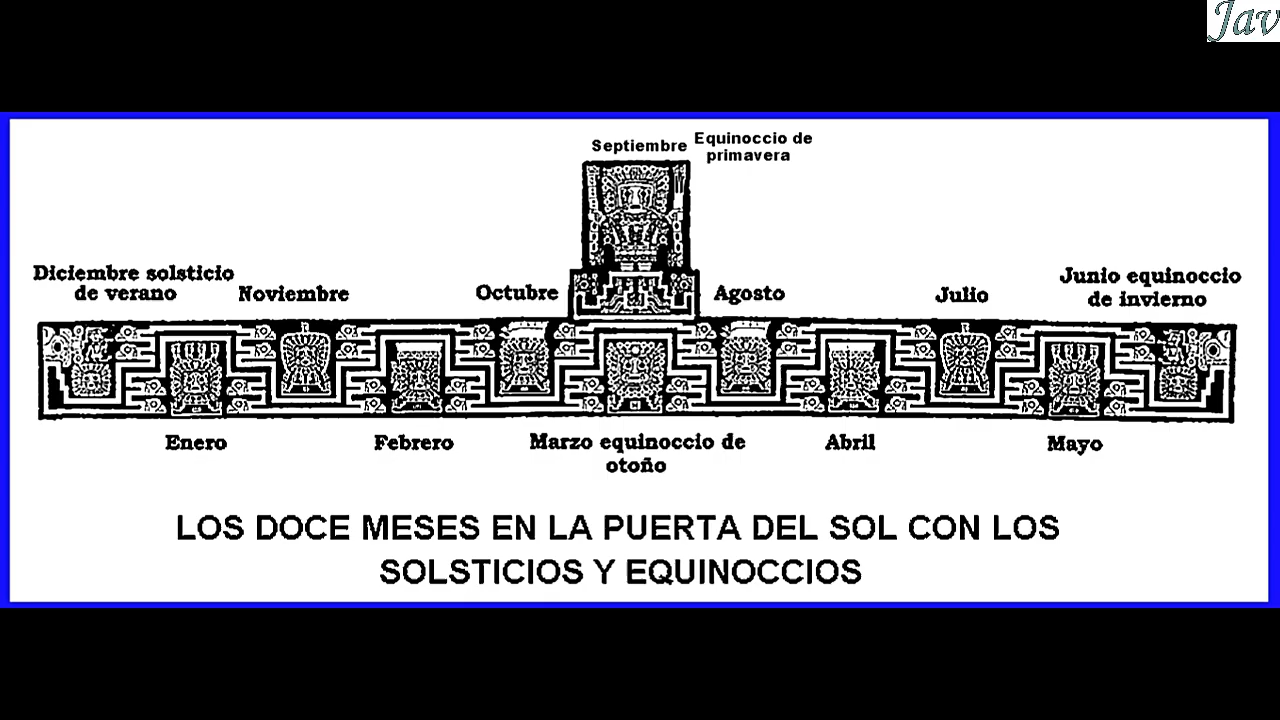 Jav
Septiembre
Equinoccio de
primavera
Diciembre solsticio
de verano
Noviembre
Octubre
Agosto
Julio
Junio equinoccio
de invierno
Enero
Febrero
Marzo equinoccio de
otoño
Abril
Mayo
LOS DOCE MESES EN LA PUERTA DEL SOL CON LOS
SOLSTICIOS Y EQUINOCCIOS